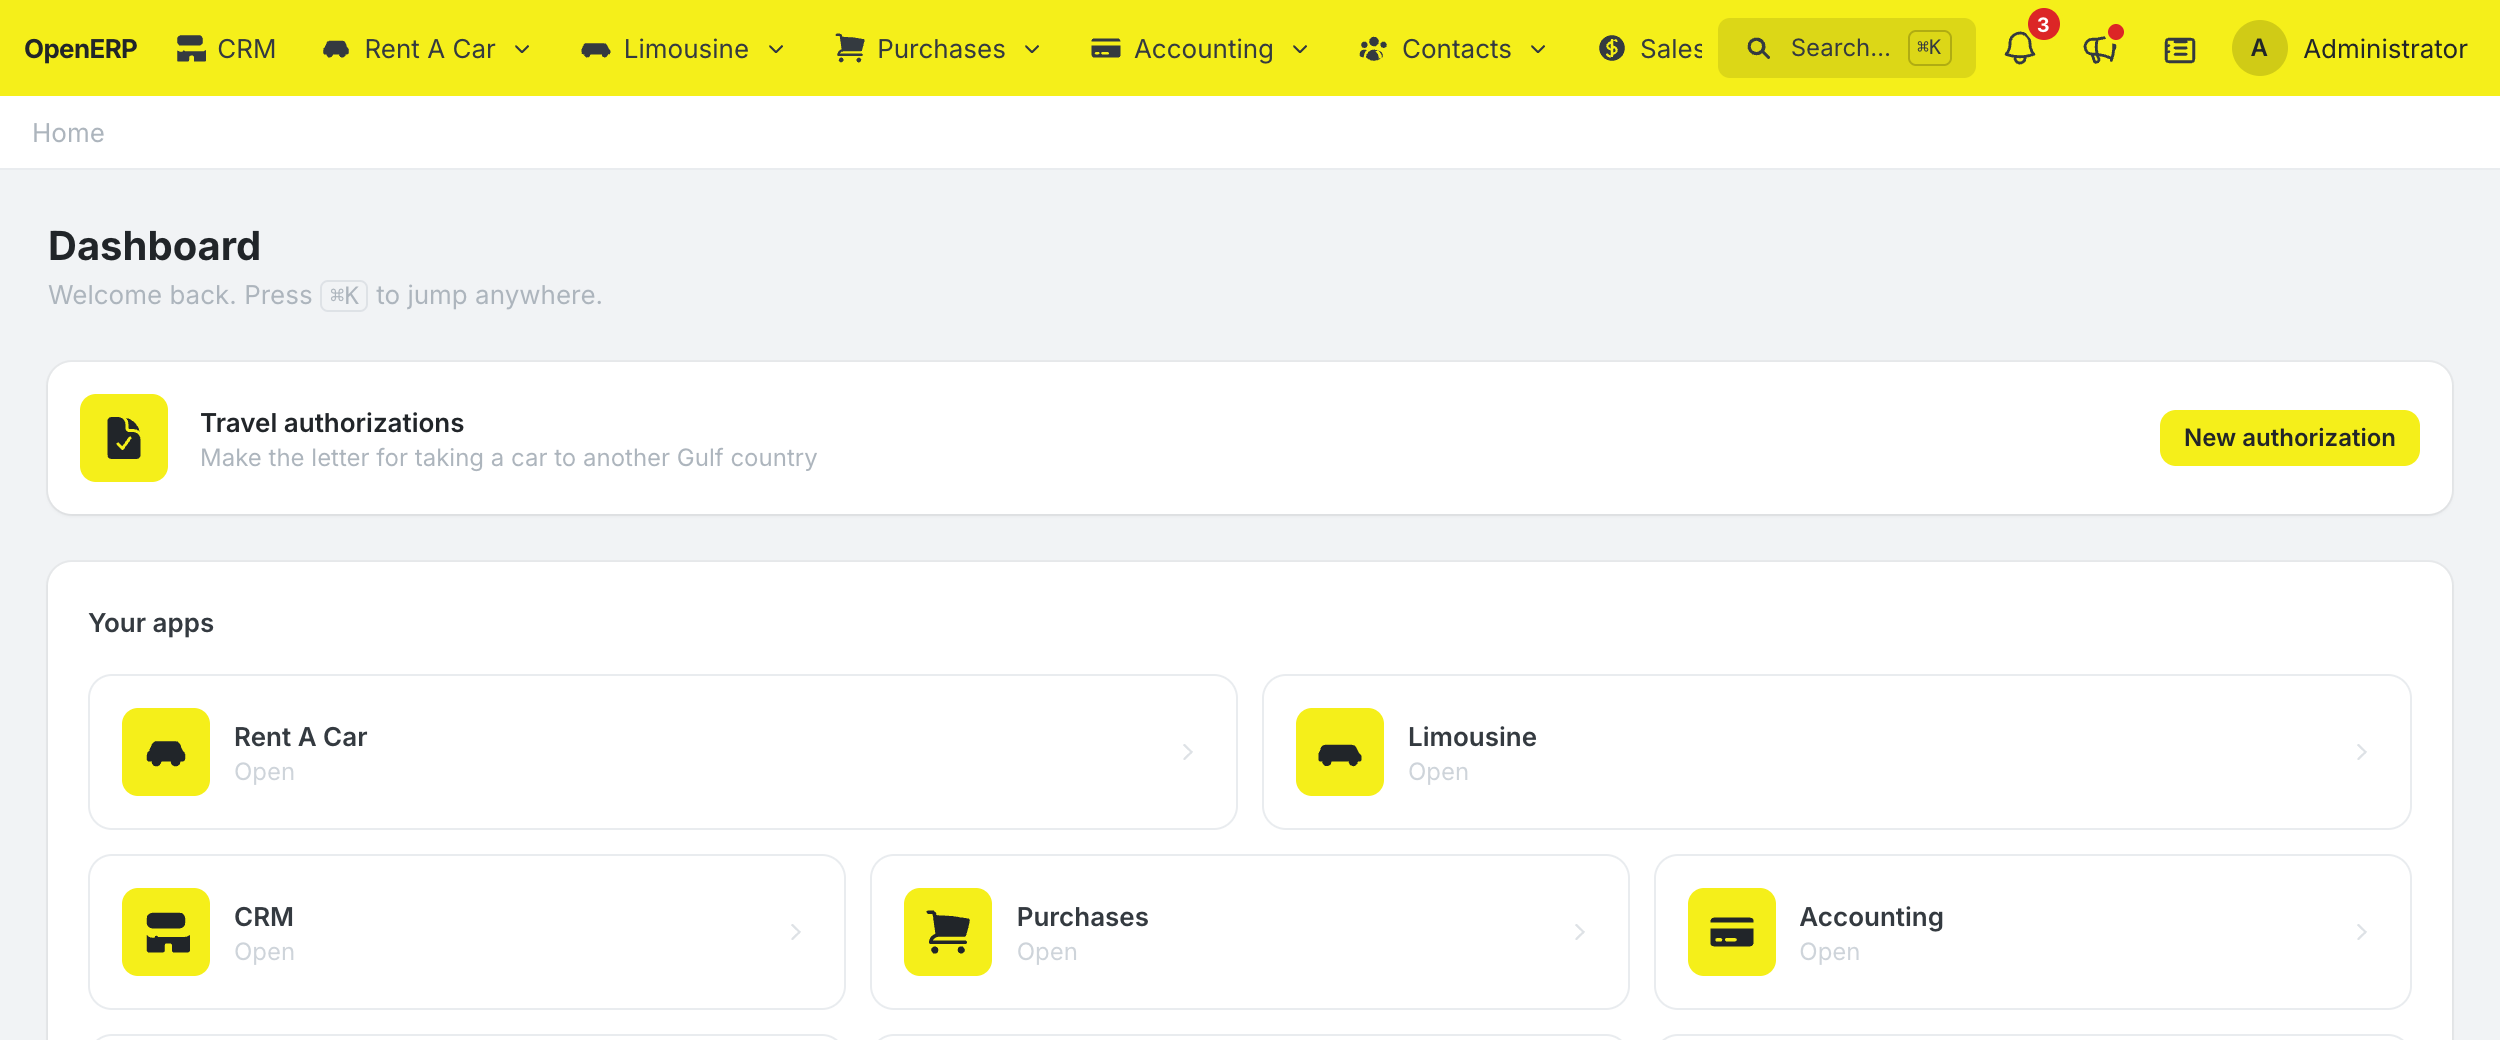 OpenERP CRM Rent A Car Limousine Purchases Accounting Contacts Sales Search... ⌘K 3 A Administrator
Home
Dashboard
Welcome back. Press ⌘K to jump anywhere.
Travel authorizations
Make the letter for taking a car to another Gulf country
New authorization
Your apps
Rent A Car
Open
Limousine
Open
CRM
Open
Purchases
Open
Accounting
Open